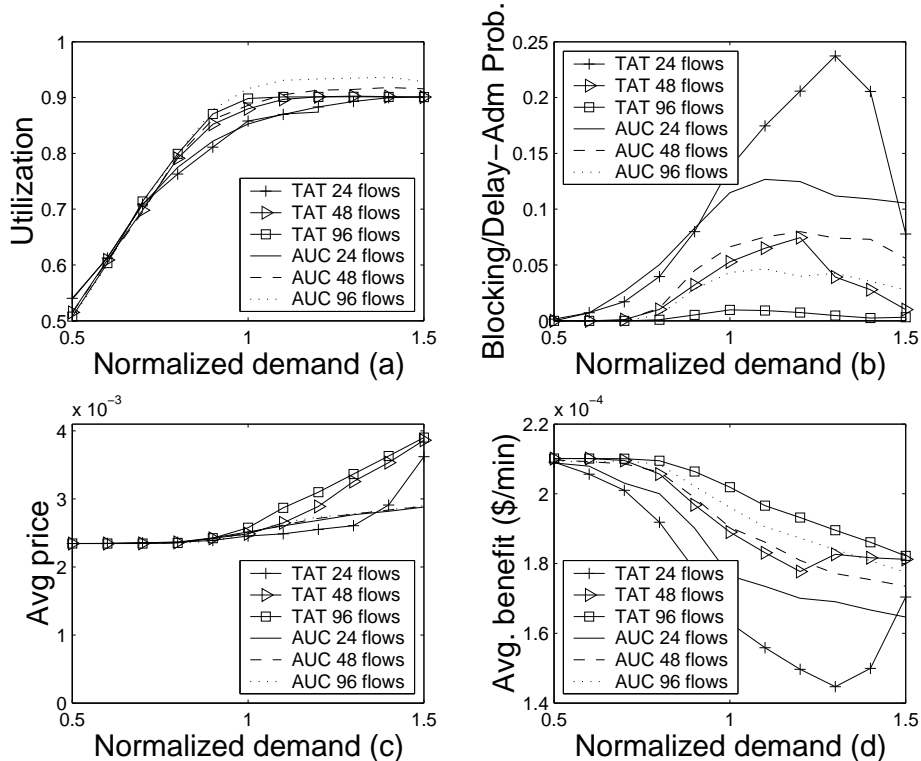 1
0.9
0.8
0.7
0.6
0.5
Utilization
TAT 24 flows
TAT 48 flows
TAT 96 flows
AUC 24 flows
AUC 48 flows
AUC 96 flows
0.5
1
1.5
Normalized demand (a)
0.25
0.2
0.15
0.1
0.05
0
Blocking/Delay−Adm Prob.
TAT 24 flows
TAT 48 flows
TAT 96 flows
AUC 24 flows
AUC 48 flows
AUC 96 flows
0.5
1
1.5
Normalized demand (b)
x 10−3
4
3
2
0
Avg price
TAT 24 flows
TAT 48 flows
TAT 96 flows
AUC 24 flows
AUC 48 flows
AUC 96 flows
0.5
1
1.5
Normalized demand (c)
x 10−4
2.2
2
1.8
1.6
1.4
Avg. benefit ($/min)
TAT 24 flows
TAT 48 flows
TAT 96 flows
AUC 24 flows
AUC 48 flows
AUC 96 flows
0.5
1
1.5
Normalized demand (d)